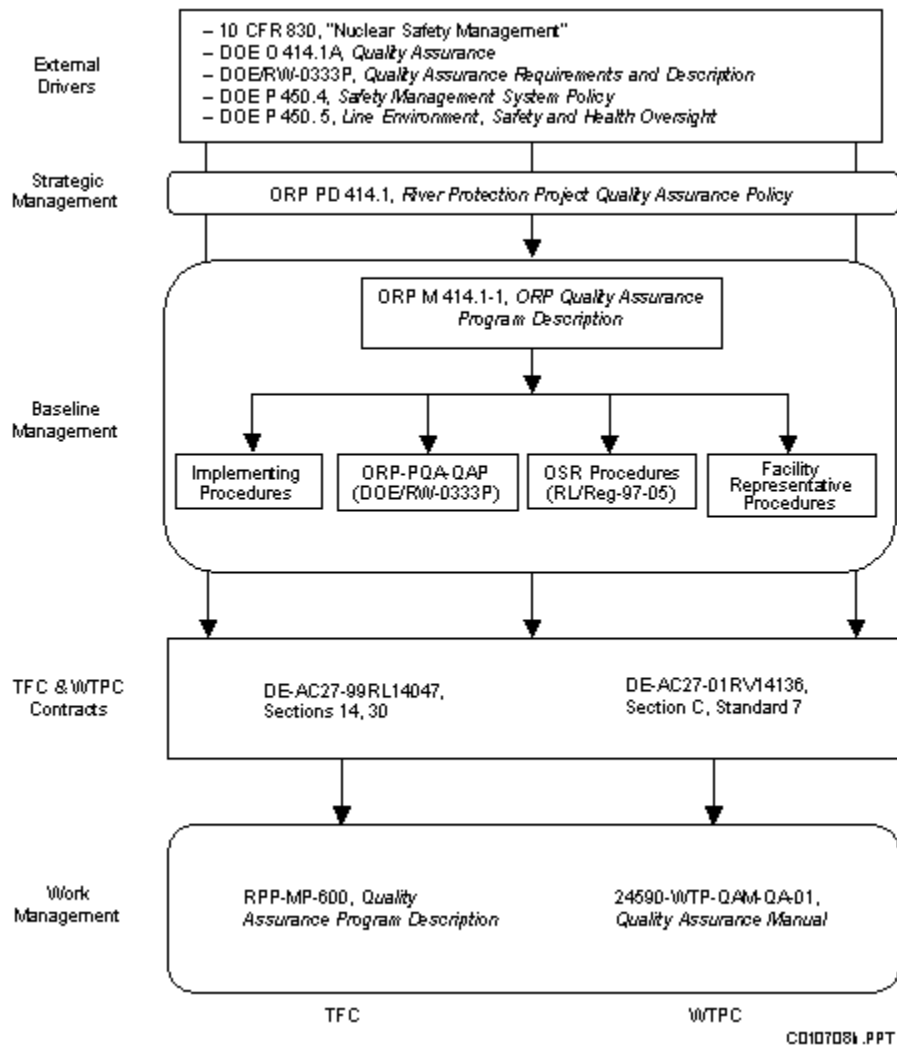 External
Drivers
– 10 CFR 830, "Nuclear Safety Management"
– DOE O 414.1A, Quality Assurance
– DOE/RW-0333P, Quality Assurance Requirements and Description
– DOE P 450.4, Safety Management System Policy
– DOE P 450.5, Line Environment, Safety and Health Oversight
Strategic
Management
ORP PD 414.1, River Protection Project Quality Assurance Policy
ORP M 414.1-1, ORP Quality Assurance
Program Description
Baseline
Management
Implementing
Procedures
ORP-PQA-QAP
(DOE/RW-0333P)
OSR Procedures
(RL/Reg-97-05)
Facility
Representative
Procedures
TFC & WTPC
Contracts
DE-AC27-99RL14047,
Sections 14, 30
DE-AC27-01RV14136,
Section C, Standard 7
Work
Management
RPP-MP-600, Quality
Assurance Program Description
24590-WTP-QAM-QA-01,
Quality Assurance Manual
TFC
WTPC